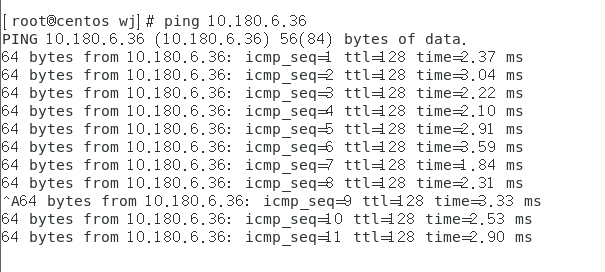 [root@centos wj]# ping 10.180.6.36
PING 10.180.6.36 (10.180.6.36) 56(84) bytes of data.
64 bytes from 10.180.6.36: icmp_seq=1 ttl=128 time=2.37 ms
64 bytes from 10.180.6.36: icmp_seq=2 ttl=128 time=3.04 ms
64 bytes from 10.180.6.36: icmp_seq=3 ttl=128 time=2.22 ms
64 bytes from 10.180.6.36: icmp_seq=4 ttl=128 time=2.10 ms
64 bytes from 10.180.6.36: icmp_seq=5 ttl=128 time=2.91 ms
64 bytes from 10.180.6.36: icmp_seq=6 ttl=128 time=3.59 ms
64 bytes from 10.180.6.36: icmp_seq=7 ttl=128 time=1.84 ms
64 bytes from 10.180.6.36: icmp_seq=8 ttl=128 time=2.31 ms
^A64 bytes from 10.180.6.36: icmp_seq=9 ttl=128 time=3.33 ms
64 bytes from 10.180.6.36: icmp_seq=10 ttl=128 time=2.53 ms
64 bytes from 10.180.6.36: icmp_seq=11 ttl=128 time=2.90 ms